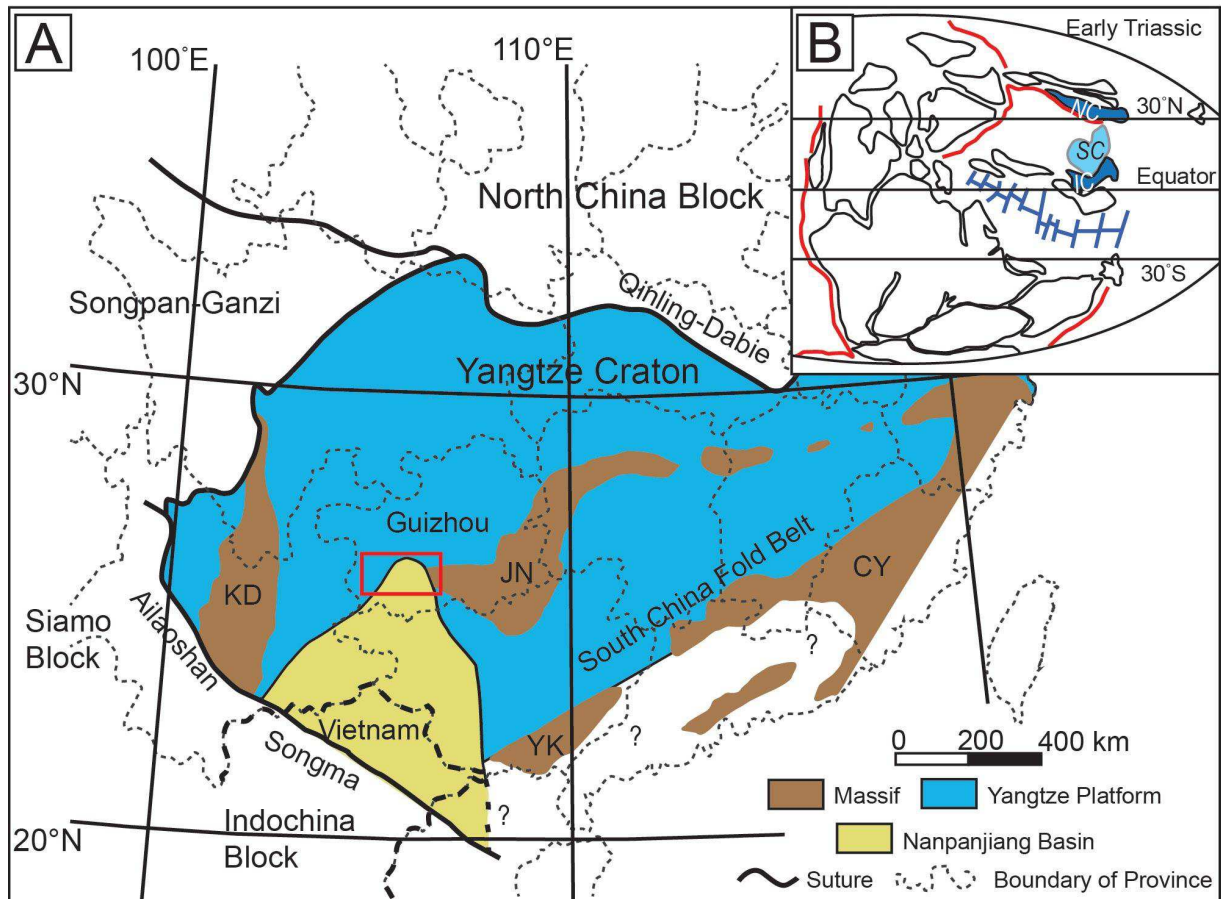 A
100°E
110°E
B
Early Triassic
30°N
NC
SC
IC
Equator
30°S
North China Block
Songpan-Ganzi
Qihling-Dabie
30°N
Yangtze Craton
Guizhou
KD
JN
CY
South China Fold Belt
Siamo
Block
Ailaoshan
?
Vietnam
YK
?
Songma
?
0 200 400 km
Indochina
Block
20°N
Massif
Yangtze Platform
Nanpanjiang Basin
Suture
Boundary of Province